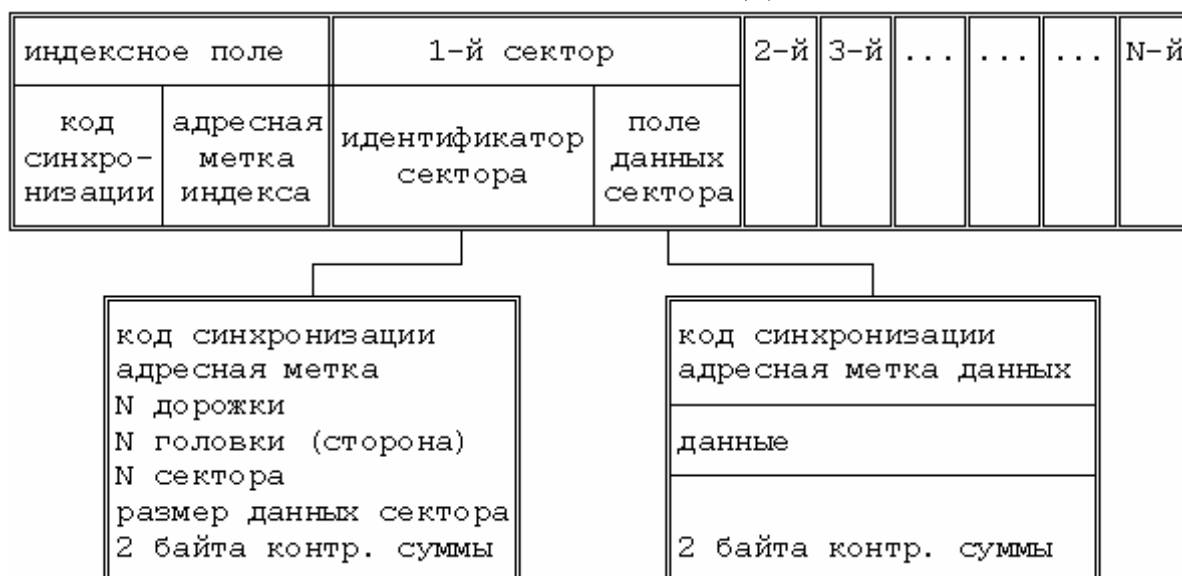 индексное поле 1-й сектор 2-й 3-й ... ... ... N-й
код синхро- низации адресная метка индекса идентификатор сектора поле данных сектора
код синхронизации
адресная метка
N дорожки
N головки (сторона)
N сектора
размер данных сектора
2 байта контр. суммы
код синхронизации
адресная метка данных
данные
2 байта контр. суммы